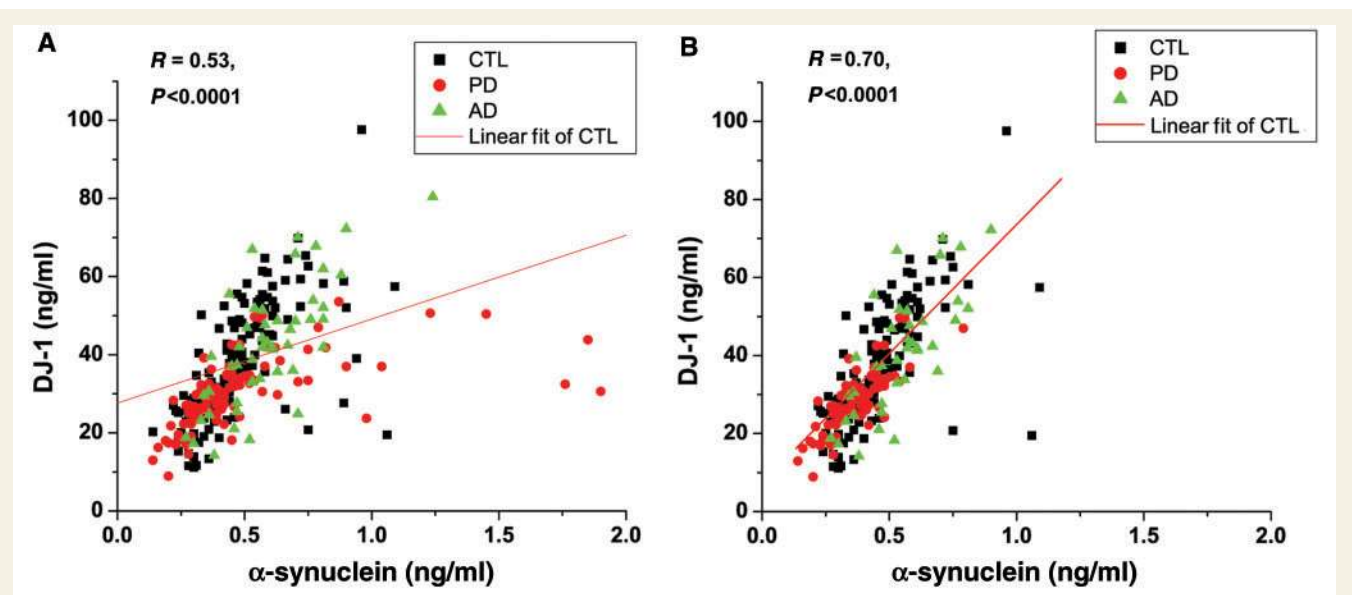 A
R = 0.53,
P<0.0001
CTL
PD
AD
Linear fit of CTL
DJ-1 (ng/ml)
100
80
60
40
20
0
0.0 0.5 1.0 1.5 2.0
α-synuclein (ng/ml)
B
R =0.70,
P<0.0001
CTL
PD
AD
Linear fit of CTL
DJ-1 (ng/ml)
100
80
60
40
20
0
0.0 0.5 1.0 1.5 2.0
α-synuclein (ng/ml)